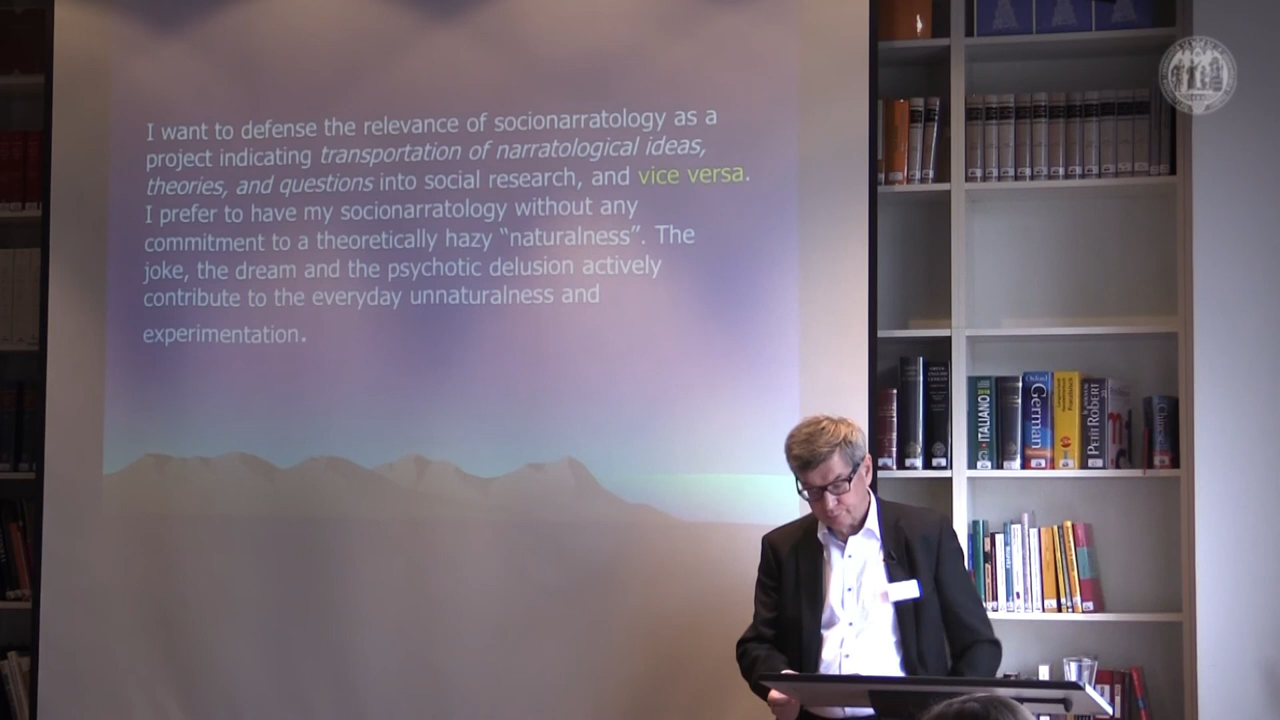 I want to defense the relevance of socionarratology as a
project indicating transportation of narratological ideas,
theories, and questions into social research, and vice versa.
I prefer to have my socionarratology without any
commitment to a theoretically hazy “naturalness”. The
joke, the dream and the psychotic delusion actively
contribute to the everyday unnaturalness and
experimentation.
ITALIANO
Oxford
German
PETIT ROBERT